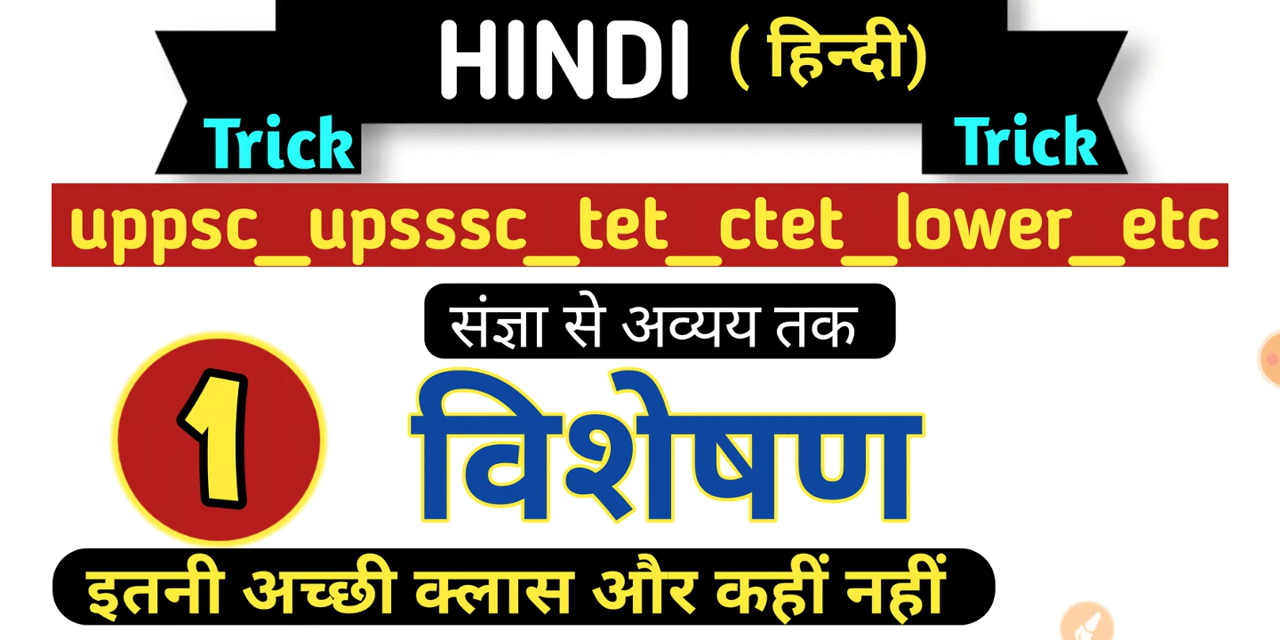 HINDI ( हिन्दी)
Trick Trick
uppsc_upsssc_tet_ctet_lower_etc
संज्ञा से अव्यय तक
1 विशेषण
इतनी अच्छी क्लास और कहीं नहीं